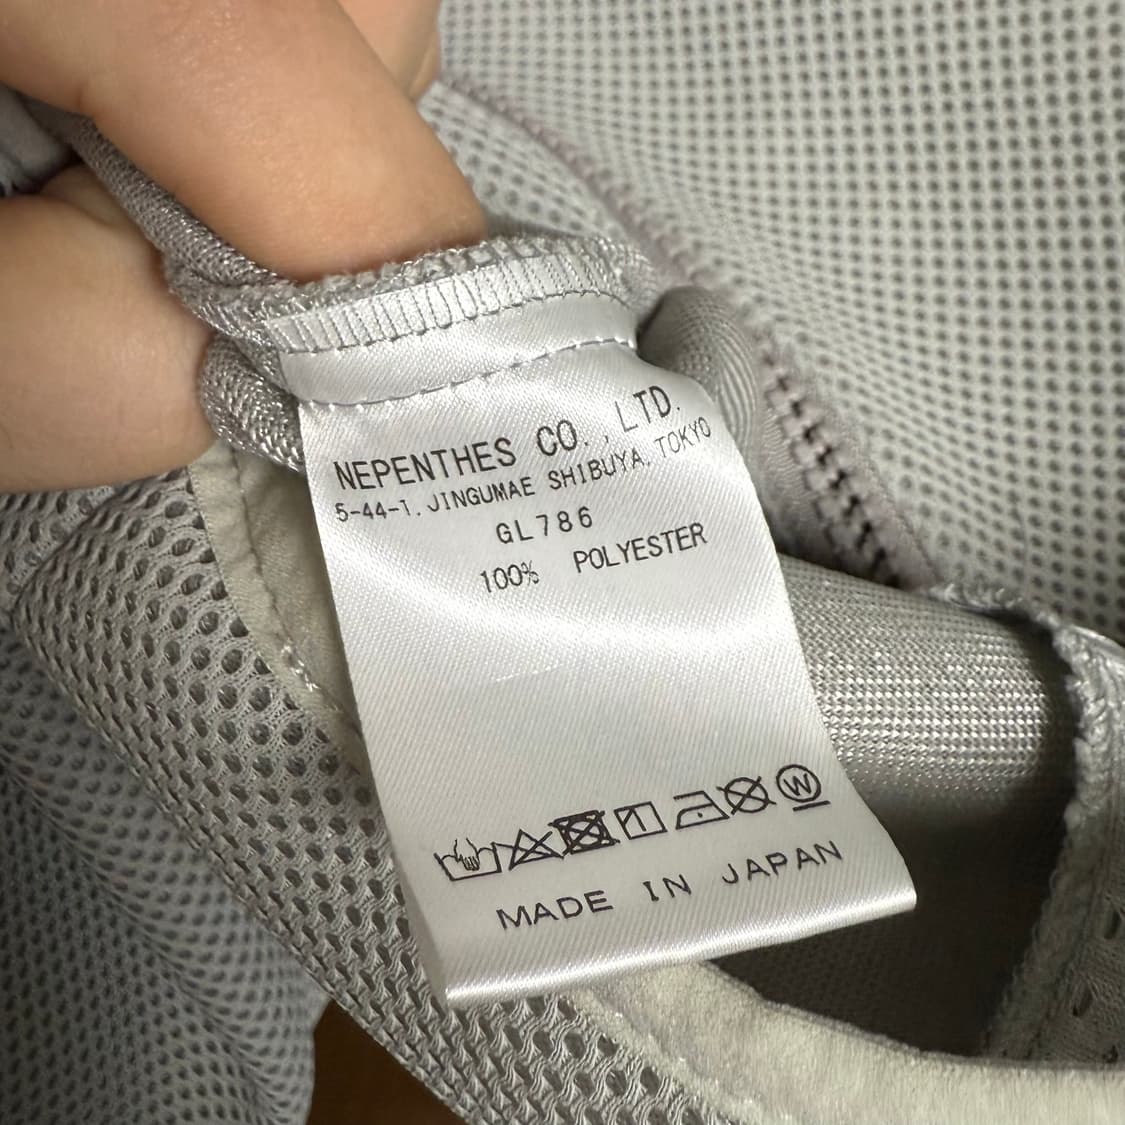 NEPENTHES CO., LTD.
5-44-1, JINGUMAE SHIBUYA, TOKYO
GL786
100% POLYESTER
W
MADE IN JAPAN